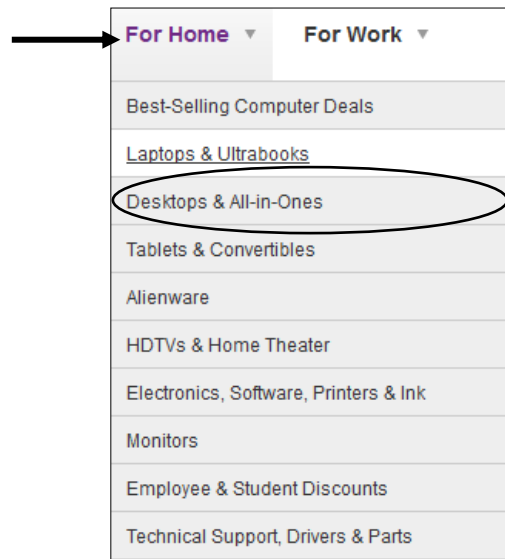 For Home ▼ For Work ▼
Best-Selling Computer Deals
Laptops & Ultrabooks
Desktops & All-in-Ones
Tablets & Convertibles
Alienware
HDTVs & Home Theater
Electronics, Software, Printers & Ink
Monitors
Employee & Student Discounts
Technical Support, Drivers & Parts